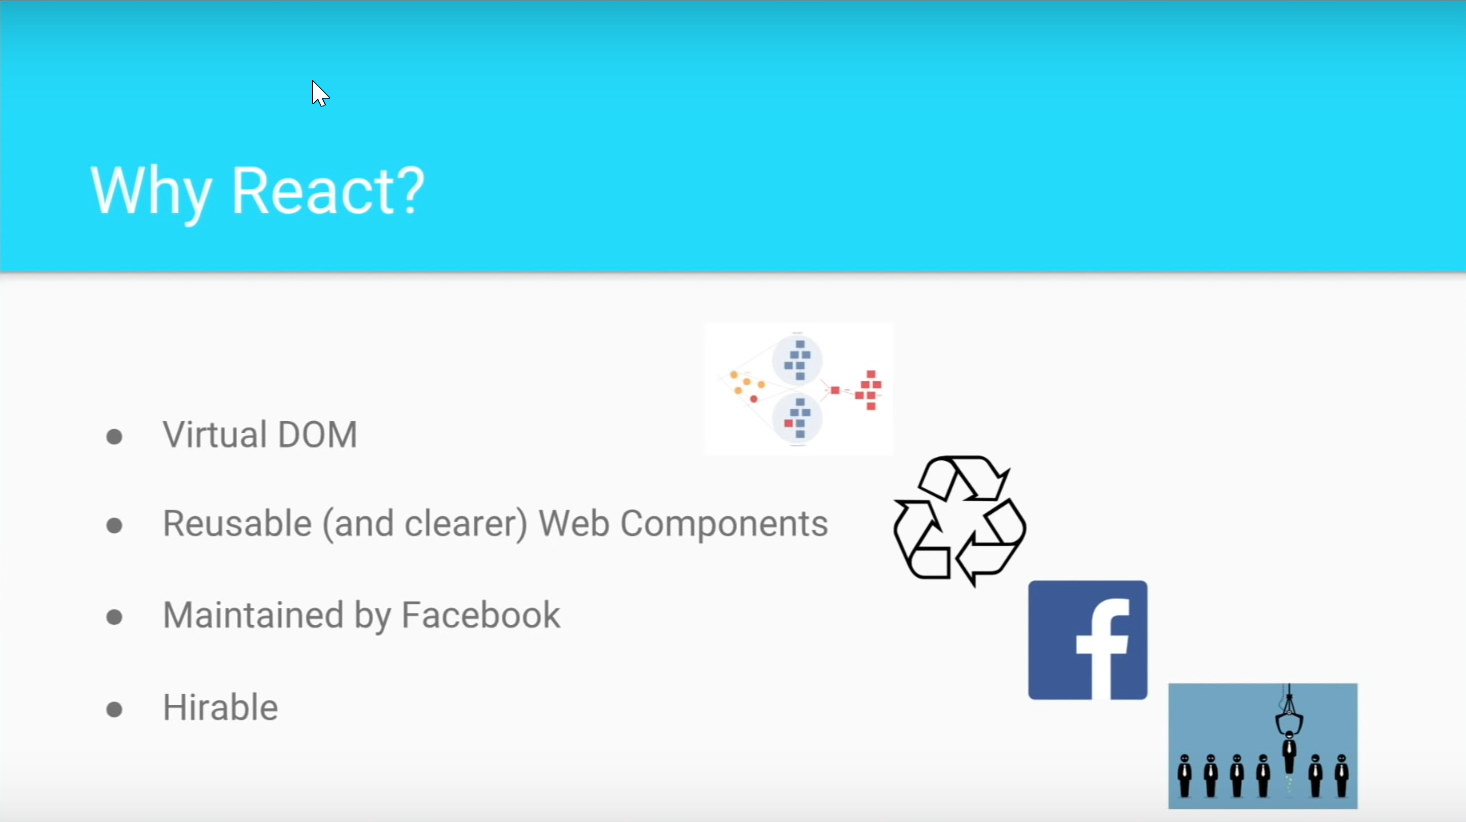 Why React?
Virtual DOM
Reusable (and clearer) Web Components
Maintained by Facebook
Hirable